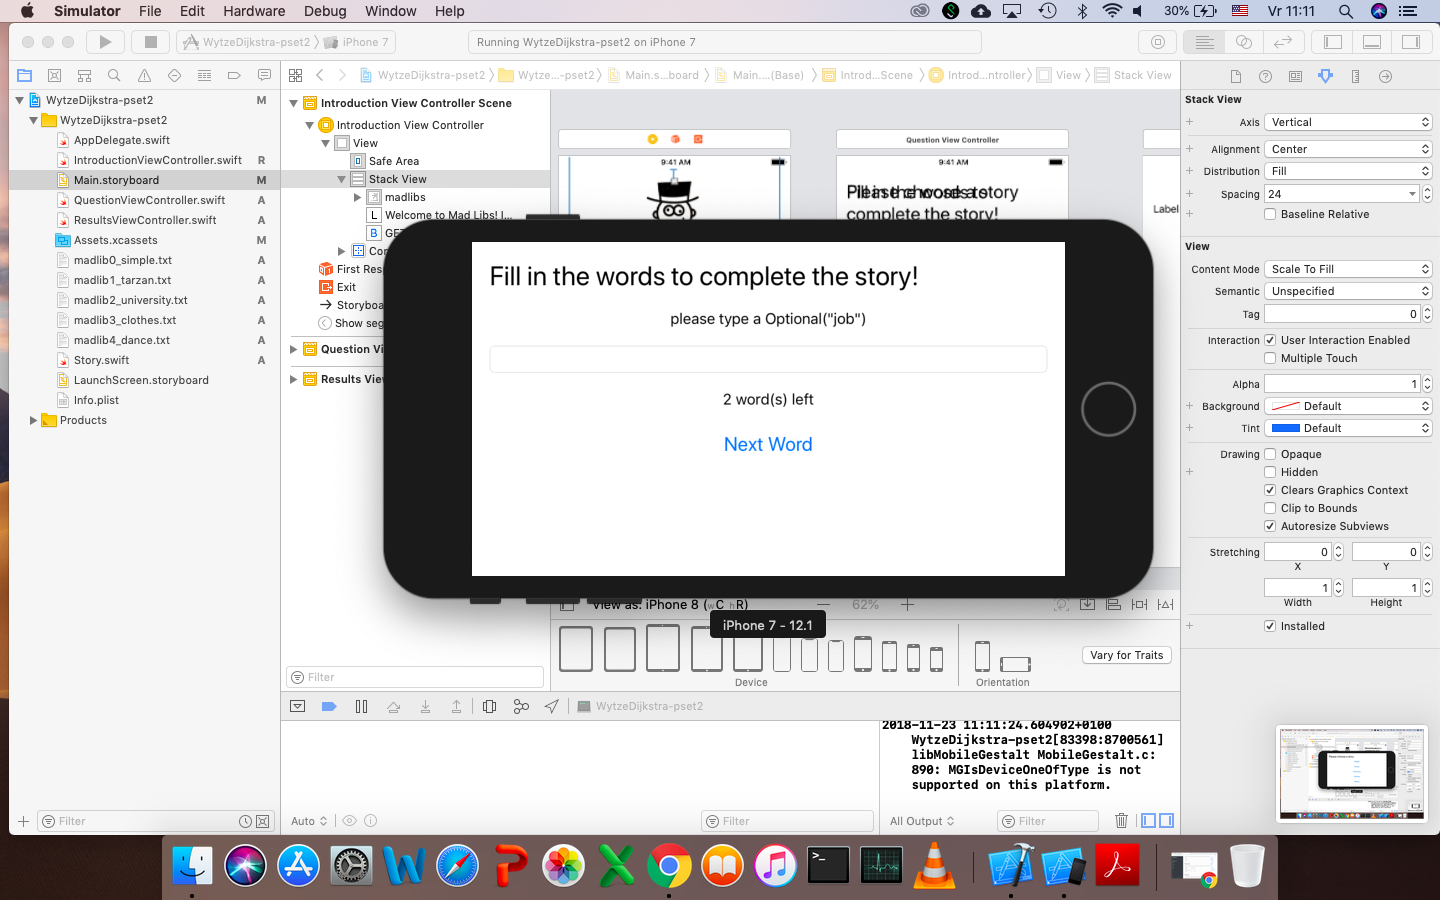 Simulator File Edit Hardware Debug Window Help
30% Vr 11:11
WytzeDijkstra-pset2 iPhone 7
Running WytzeDijkstra-pset2 on iPhone 7
WytzeDijkstra-pset2 Wytze...-pset2 Main.s...board Main....(Base) Introd...Scene Introd...ntroller View Stack View
WytzeDijkstra-pset2 M
WytzeDijkstra-pset2
AppDelegate.swift
IntroductionViewController.swift R
Main.storyboard M
QuestionViewController.swift
ResultsViewController.swift
Assets.xcassets M
madlib0_simple.txt A
madlib1_tarzan.txt A
madlib2_university.txt A
madlib3_clothes.txt A
madlib4_dance.txt A
Story.swift A
LaunchScreen.storyboard
Info.plist
Products
Filter
Introduction View Controller Scene
Introduction View Controller
View
Safe Area
Stack View
madlibs
L Welcome to Mad Libs! I...
B GE
Con
First Res
Exit
Storyboa
Show seg
Question Vi
Results View
Filter
9:41 AM
Question View Controller
9:41 AM
complete the story!
Label
Fill in the words to complete the story!
please type a Optional("job")
2 word(s) left
Next Word
View as: iPhone 8 (wC hR)
62%
iPhone 7 - 12.1
Device
Orientation
Vary for Traits
WytzeDijkstra-pset2
2018-11-23 11:11:24.604902+0100
WytzeDijkstra-pset2[83398:8700561]
libMobileGestalt MobileGestalt.c:
890: MGIsDeviceOneOfType is not
supported on this platform.
Auto
Filter
All Output
Filter
Stack View
Axis Vertical
Alignment Center
Distribution Fill
Spacing 24
Baseline Relative
View
Content Mode Scale To Fill
Semantic Unspecified
Tag 0
Interaction User Interaction Enabled
Multiple Touch
Alpha 1
Background Default
Tint Default
Drawing Opaque
Hidden
Clears Graphics Context
Clip to Bounds
Autoresize Subviews
Stretching 0 0
X Y
1 1
Width Height
Installed